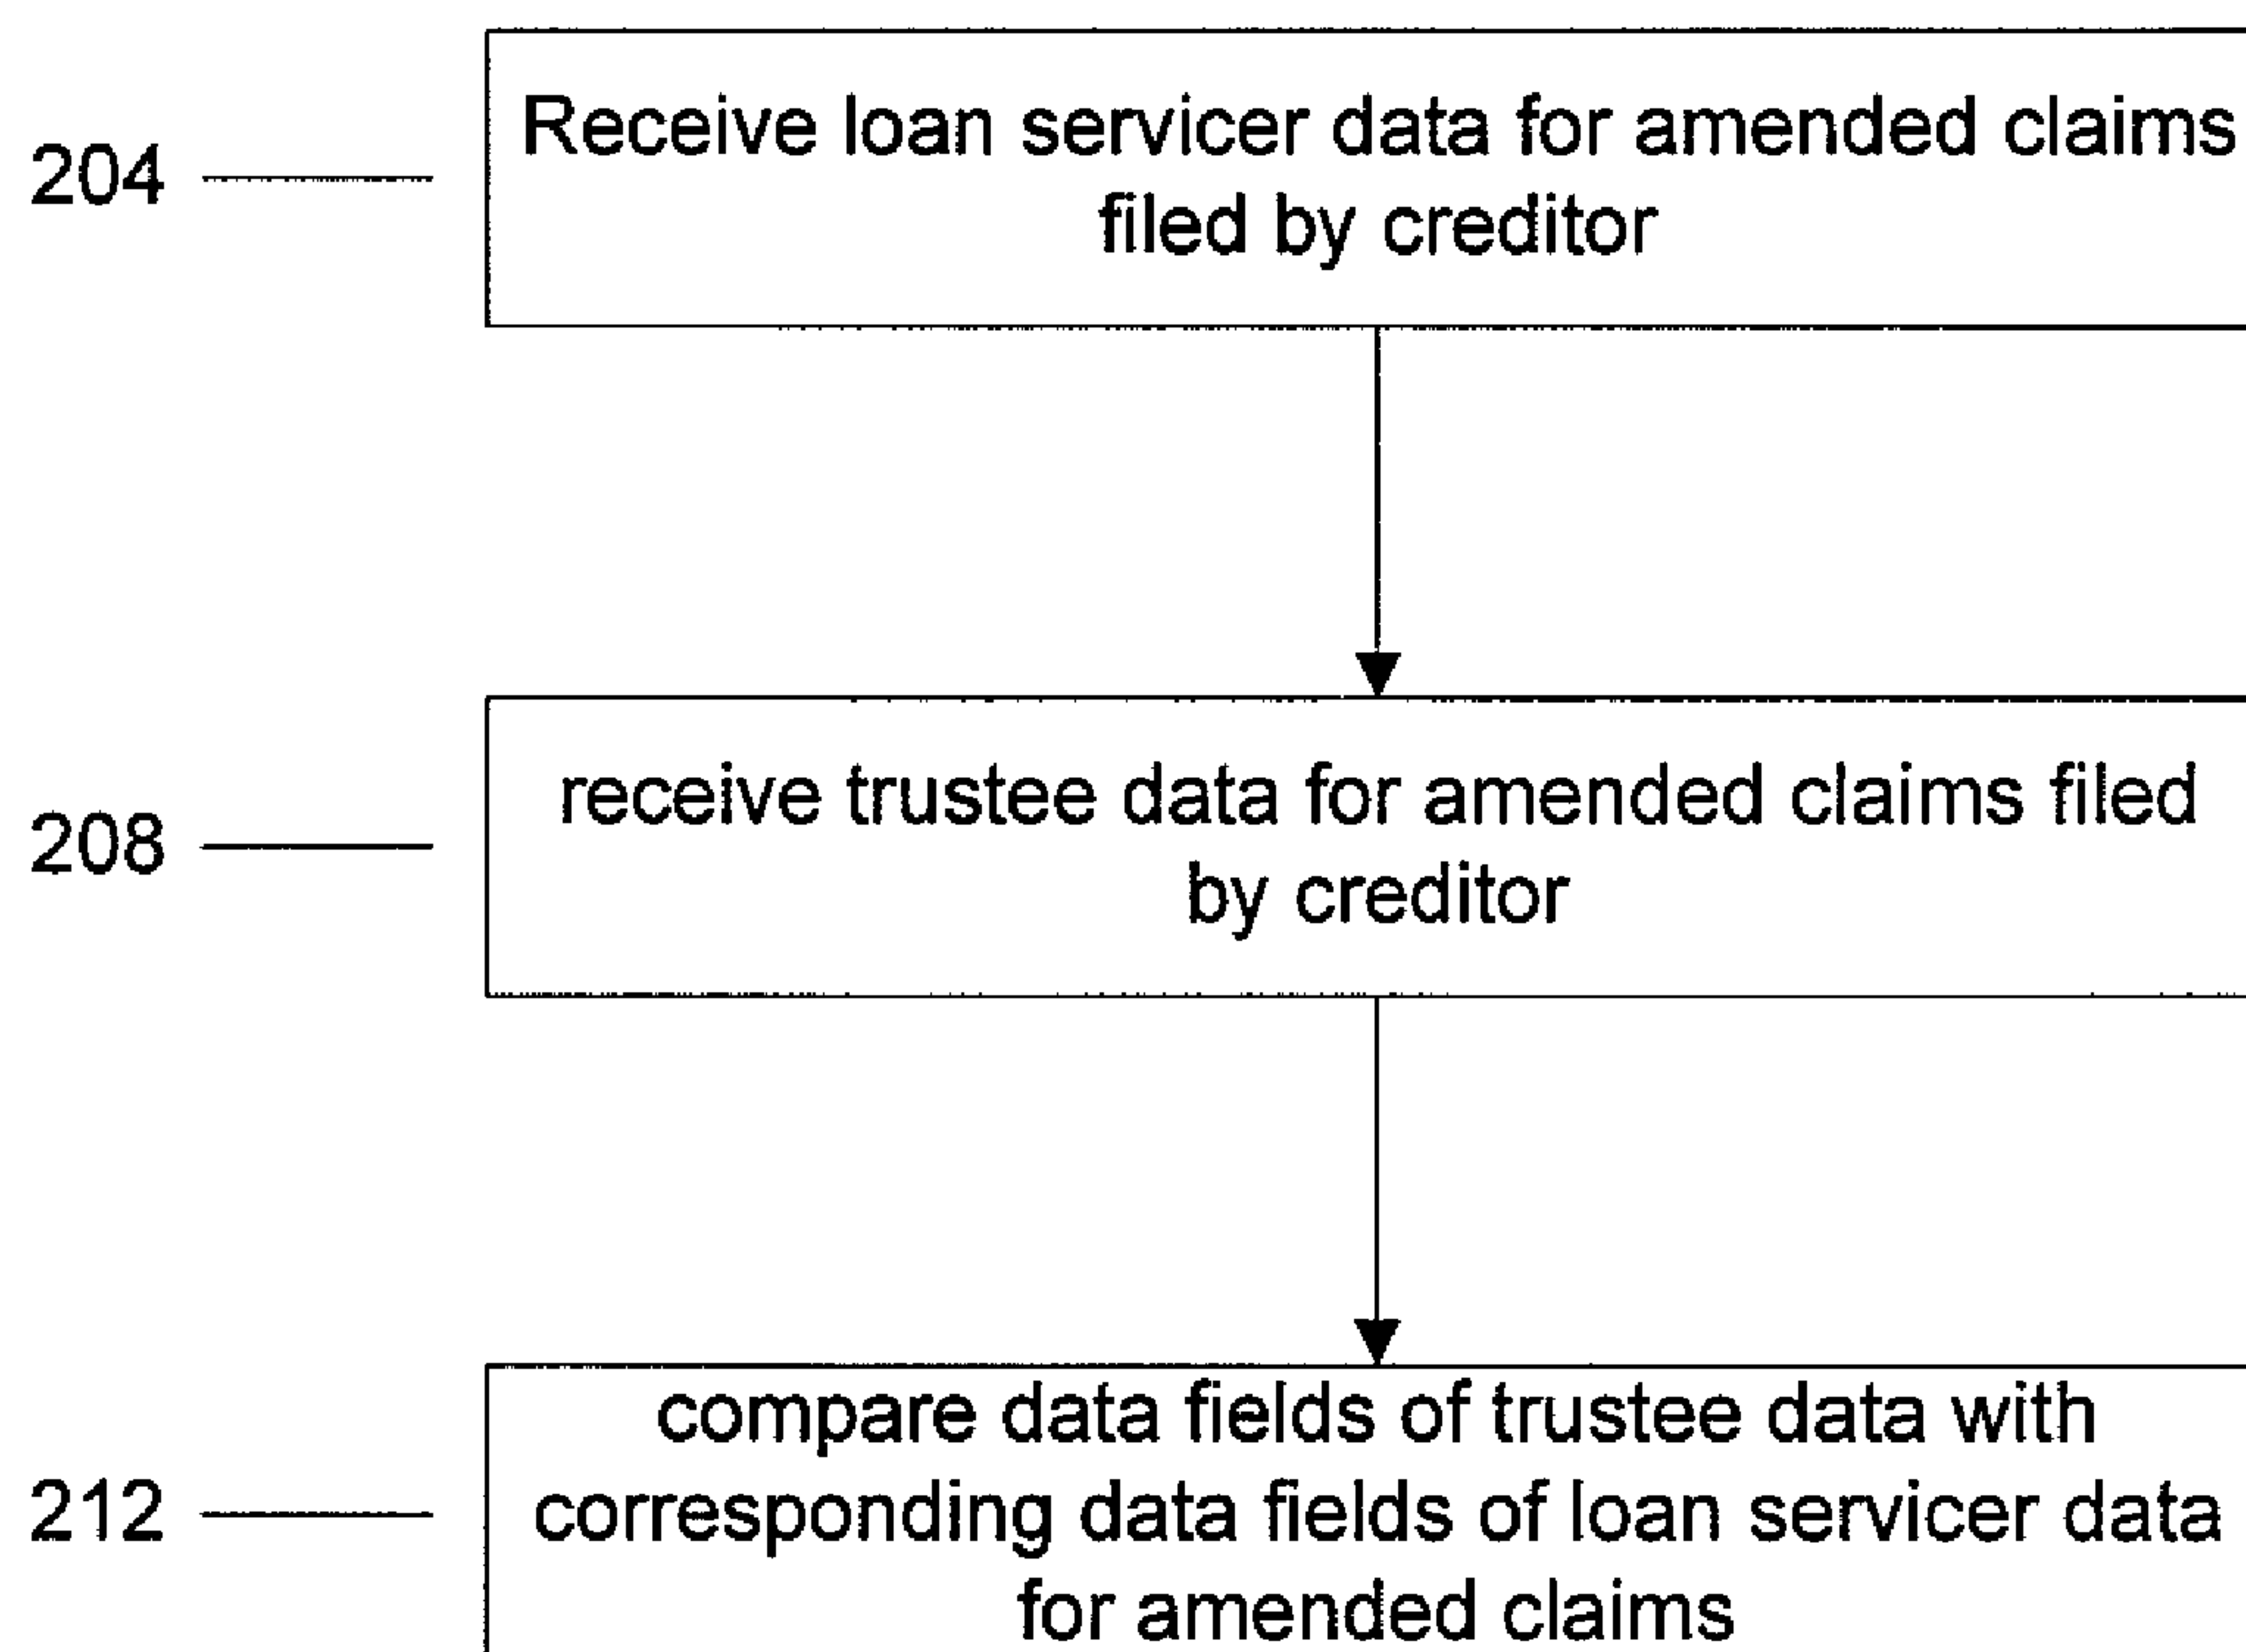 204
Receive loan servicer data for amended claims
filed by creditor
208
receive trustee data for amended claims filed
by creditor
212
compare data fields of trustee data with
corresponding data fields of loan servicer data
for amended claims